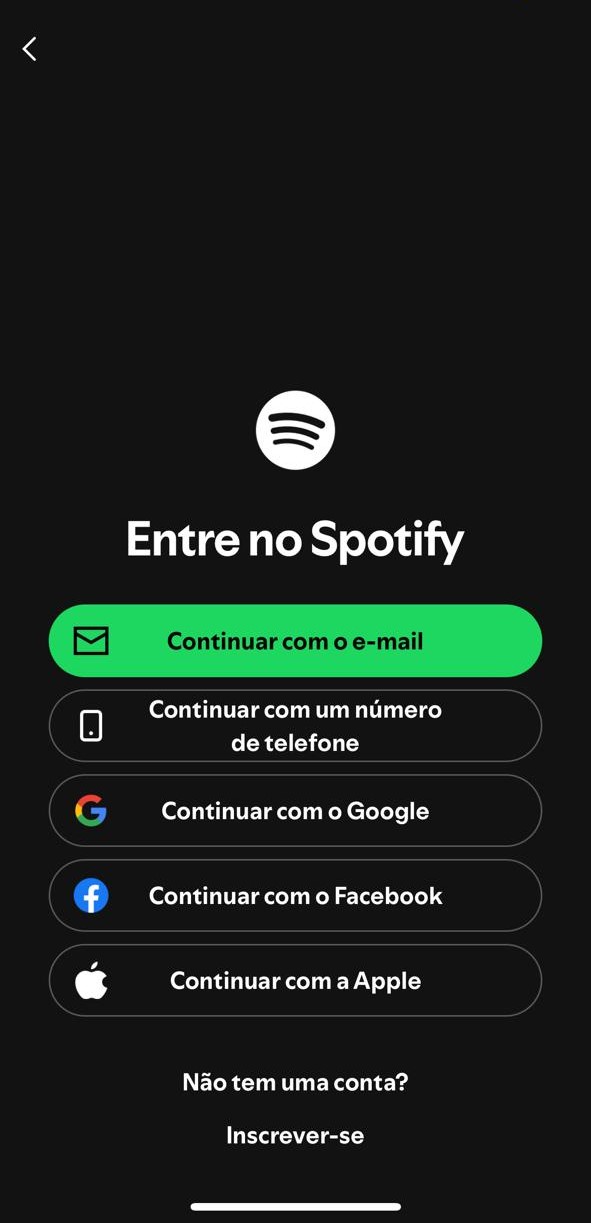 Entre no Spotify
Continuar com o e-mail
Continuar com um número
de telefone
Continuar com o Google
Continuar com o Facebook
Continuar com a Apple
Não tem uma conta?
Inscrever-se